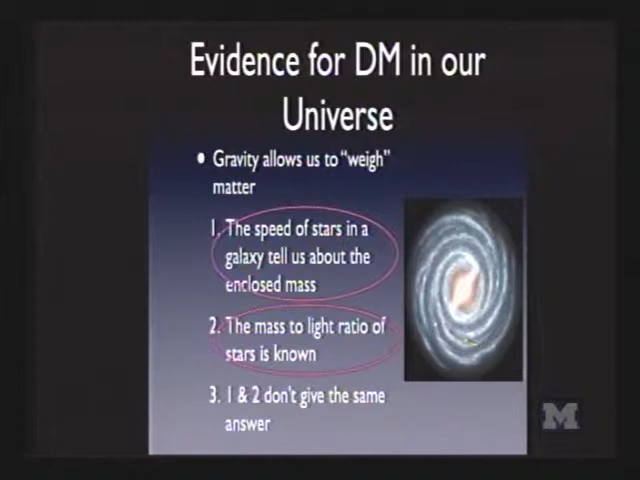 Evidence for DM in our
Universe
• Gravity allows us to “weigh”
matter
1. The speed of stars in a
galaxy tell us about the
enclosed mass
2. The mass to light ratio of
stars is known
3. 1 & 2 don't give the same
answer
M